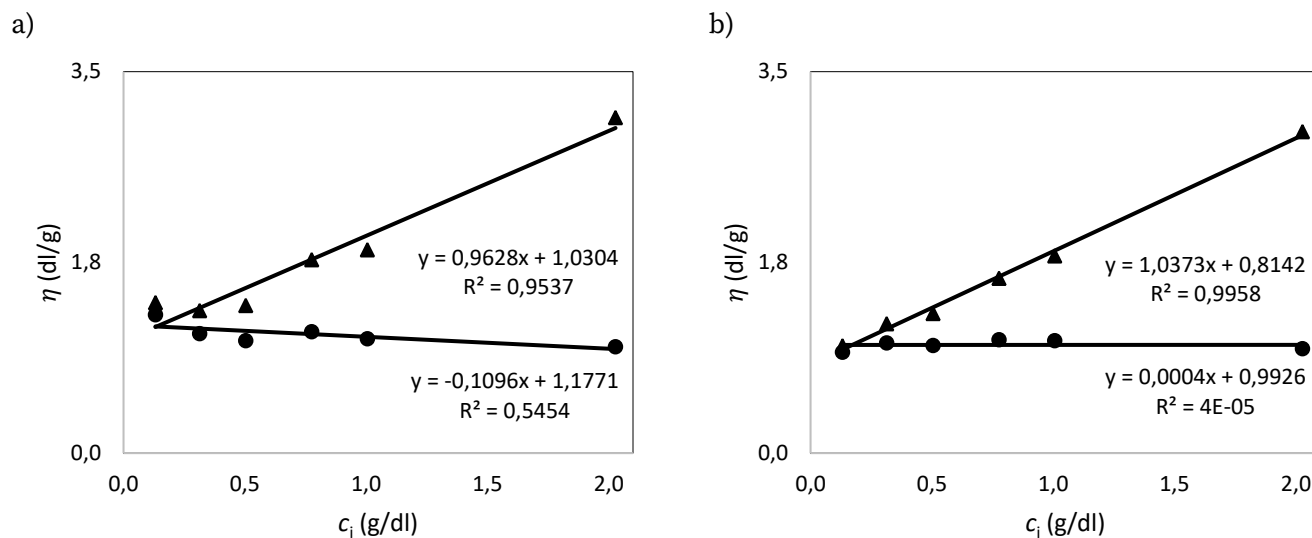 a)
3,5
1,8
0,0
η (dl/g)
y = 0,9628x + 1,0304
R² = 0,9537
y = -0,1096x + 1,1771
R² = 0,5454
0,0 0,5 1,0 1,5 2,0
cᵢ (g/dl)
b)
3,5
1,8
0,0
η (dl/g)
y = 1,0373x + 0,8142
R² = 0,9958
y = 0,0004x + 0,9926
R² = 4E-05
0,0 0,5 1,0 1,5 2,0
cᵢ (g/dl)